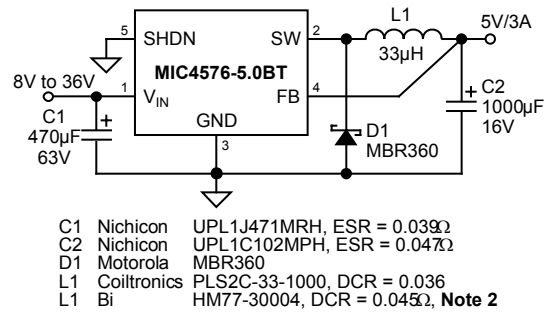 L1
5V/3A
33µH
5
SHDN
SW
2
MIC4576-5.0BT
8V to 36V
1
VIN
FB
4
GND
3
C1
470µF
63V
+
D1
MBR360
+
C2
1000µF
16V
C1 Nichicon UPL1J471MRH, ESR = 0.039Ω
C2 Nichicon UPL1C102MPH, ESR = 0.047Ω
D1 Motorola MBR360
L1 Coiltronics PLS2C-33-1000, DCR = 0.036
L1 Bi HM77-30004, DCR = 0.045Ω, Note 2